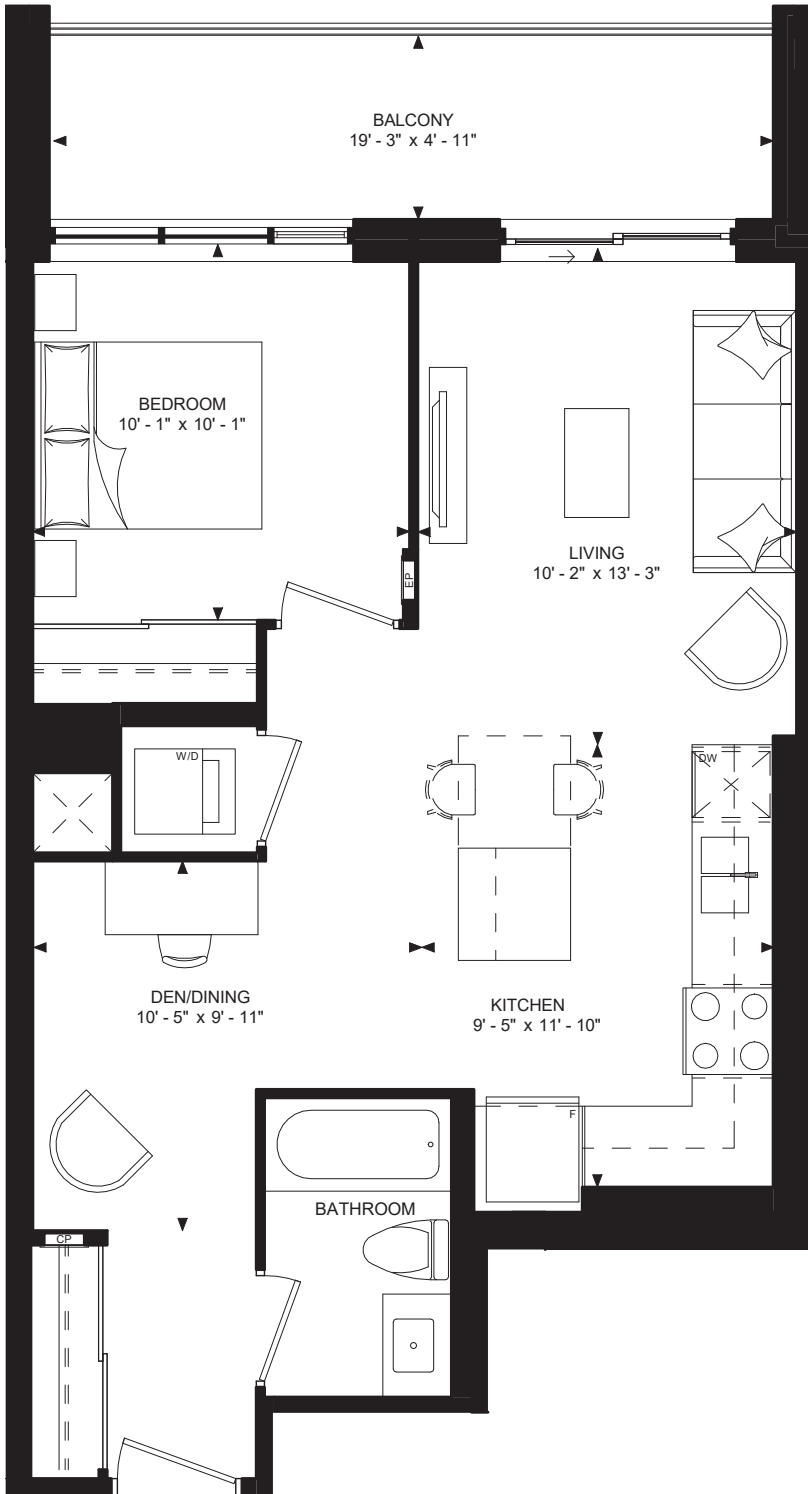 BALCONY
19' - 3" x 4' - 11"
BEDROOM
10' - 1" x 10' - 1"
LIVING
10' - 2" x 13' - 3"
EP
W/D
DW
DEN/DINING
10' - 5" x 9' - 11"
KITCHEN
9' - 5" x 11' - 10"
F
BATHROOM
CP